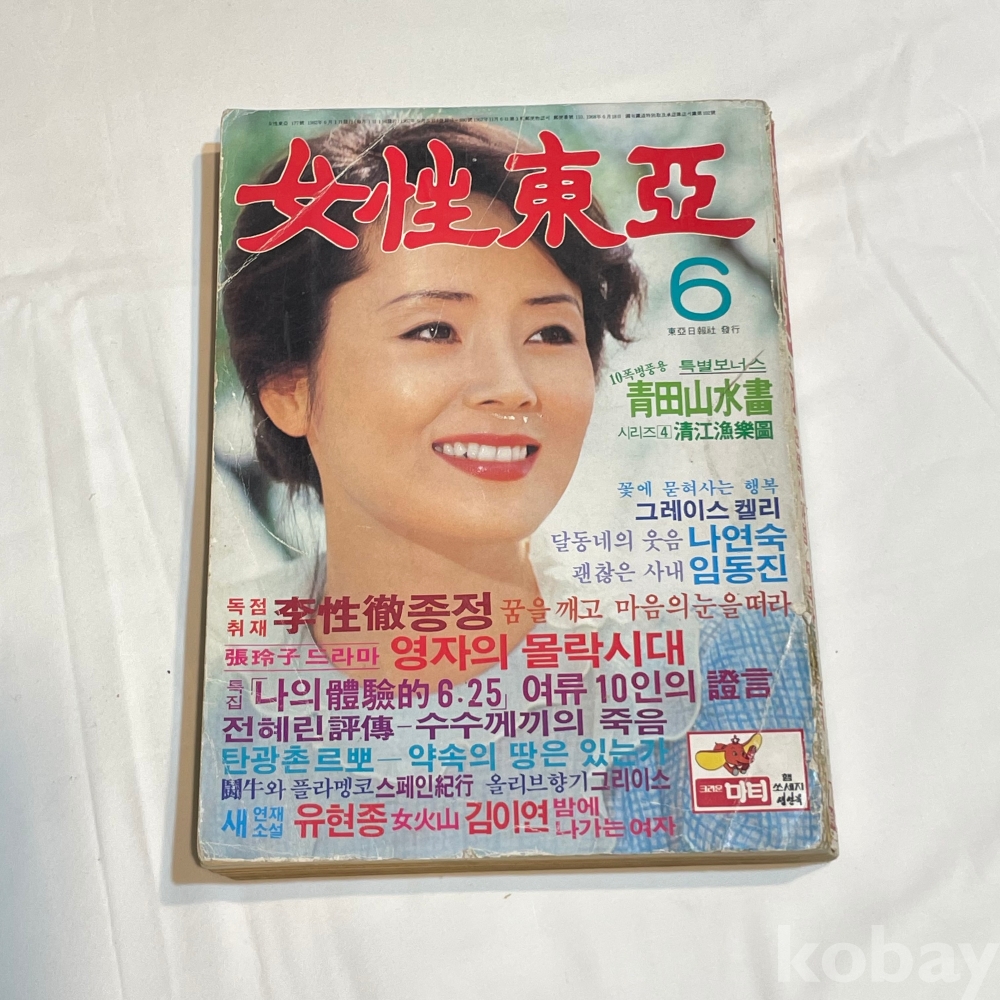 女性東亞
6
東亞日報社 發行
10폭병풍용 특별보너스
青田山水畵
시리즈 4 清江漁樂圖
꽃에 묻혀사는 행복
그레이스 켈리
달동네의 웃음 나연숙
괜찮은 사내 임동진
독점취재 李性徹종정 꿈을 깨고 마음의 눈을 떠라
張玲子 드라마 영자의 몰락시대
특집 「나의 體驗的 6·25」 여류 10인의 證言
전혜린評傳–수수께끼의 죽음
탄광촌르뽀–약속의 땅은 있는가
鬪牛와 플라멩코 스페인紀行 올리브향기 그리이스
새 연재소설 유현종 女火山 김이연 밤에 나가는 여자
크라운 마티 햄 쏘세지
kobay